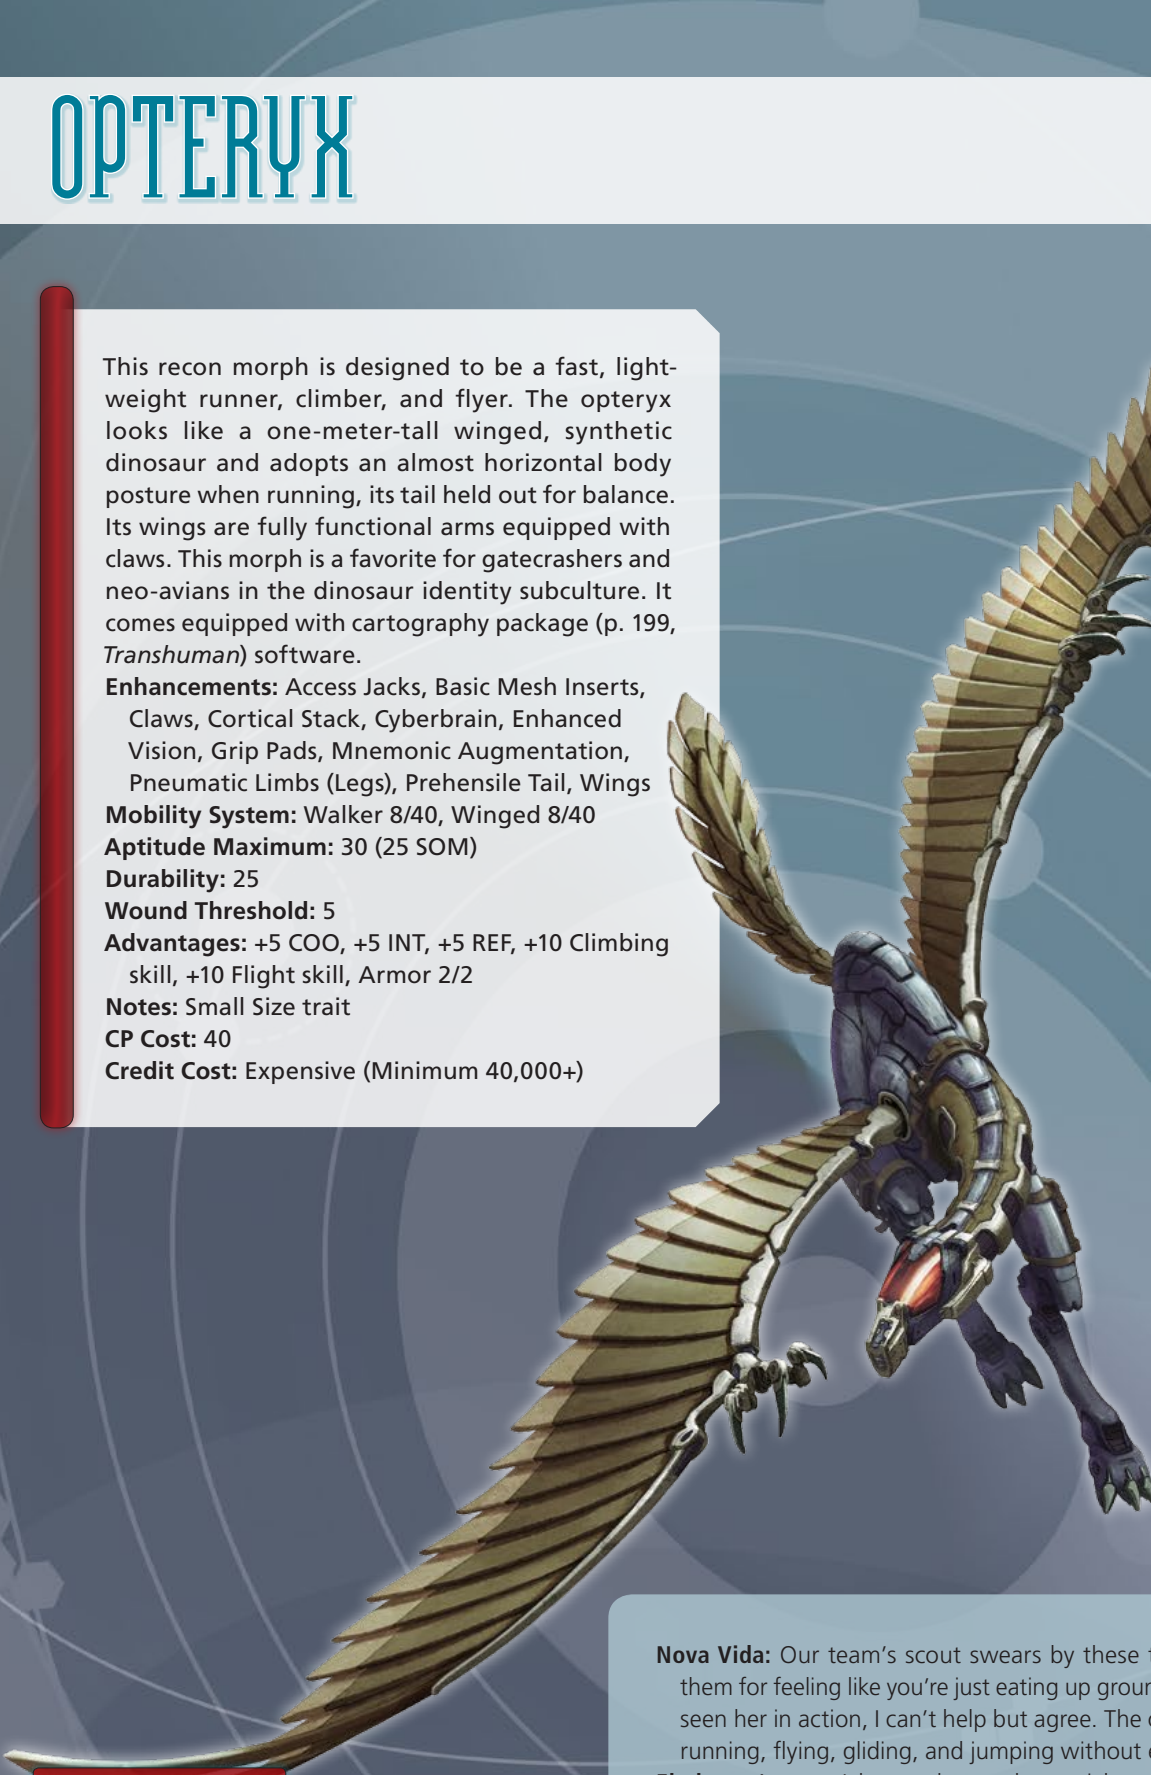 OPTERYX
This recon morph is designed to be a fast, light-
weight runner, climber, and flyer. The opteryx
looks like a one-meter-tall winged, synthetic
dinosaur and adopts an almost horizontal body
posture when running, its tail held out for balance.
Its wings are fully functional arms equipped with
claws. This morph is a favorite for gatecrashers and
neo-avians in the dinosaur identity subculture. It
comes equipped with cartography package (p. 199,
Transhuman) software.
Enhancements: Access Jacks, Basic Mesh Inserts,
Claws, Cortical Stack, Cyberbrain, Enhanced
Vision, Grip Pads, Mnemonic Augmentation,
Pneumatic Limbs (Legs), Prehensile Tail, Wings
Mobility System: Walker 8/40, Winged 8/40
Aptitude Maximum: 30 (25 SOM)
Durability: 25
Wound Threshold: 5
Advantages: +5 COO, +5 INT, +5 REF, +10 Climbing
skill, +10 Flight skill, Armor 2/2
Notes: Small Size trait
CP Cost: 40
Credit Cost: Expensive (Minimum 40,000+)
Nova Vida: Our team's scout swears by these
them for feeling like you're just eating up
seen her in action, I can't help but agree. The
running, flying, gliding, and jumping without